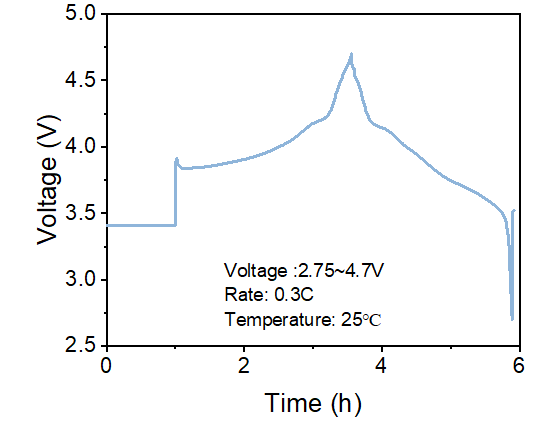 5.0
4.5
4.0
3.5
3.0
2.5
Voltage (V)
Voltage :2.75~4.7V
Rate: 0.3C
Temperature: 25℃
0 2 4 6
Time (h)